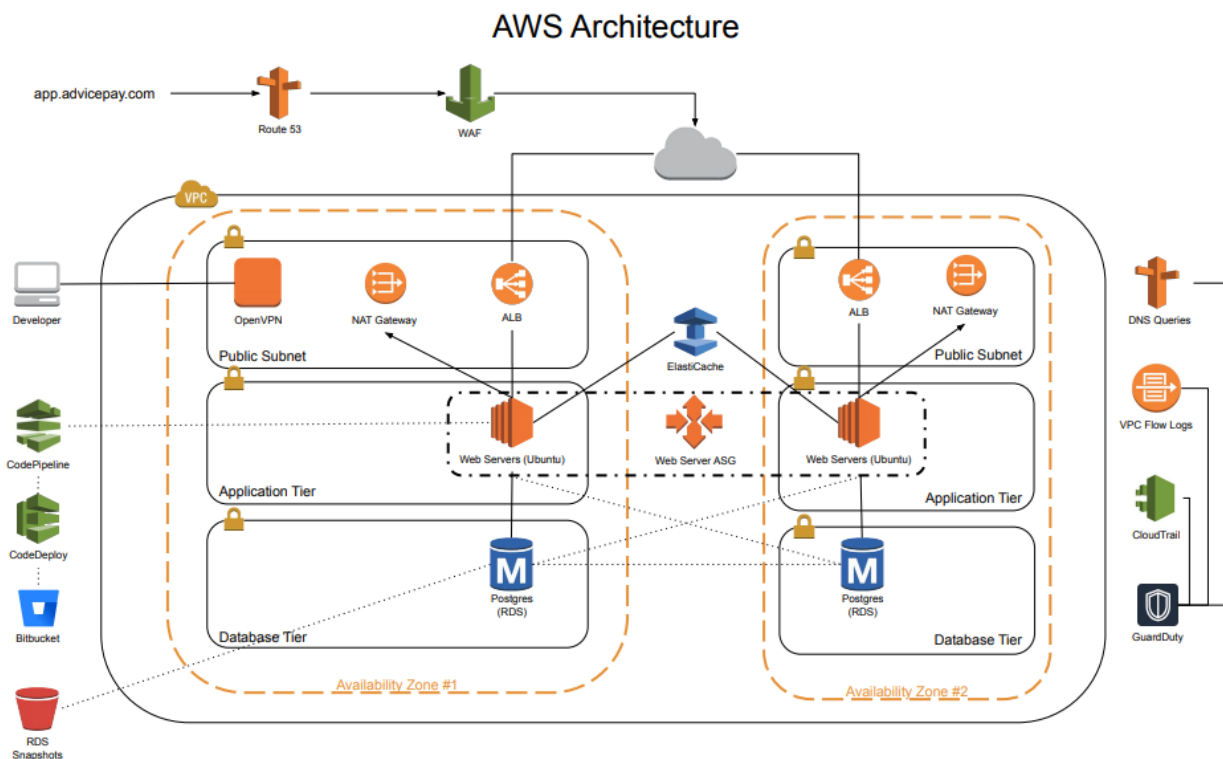 AWS Architecture
app.advicepay.com
Route 53
WAF
VPC
Developer
OpenVPN
NAT Gateway
ALB
Public Subnet
ElastiCache
ALB
NAT Gateway
Public Subnet
DNS Queries
VPC Flow Logs
CodePipeline
Web Servers (Ubuntu)
Application Tier
Web Server ASG
Web Servers (Ubuntu)
Application Tier
CloudTrail
CodeDeploy
Bitbucket
M
Postgres
(RDS)
Database Tier
M
Postgres
(RDS)
Database Tier
GuardDuty
Availability Zone #1
Availability Zone #2
RDS
Snapshots